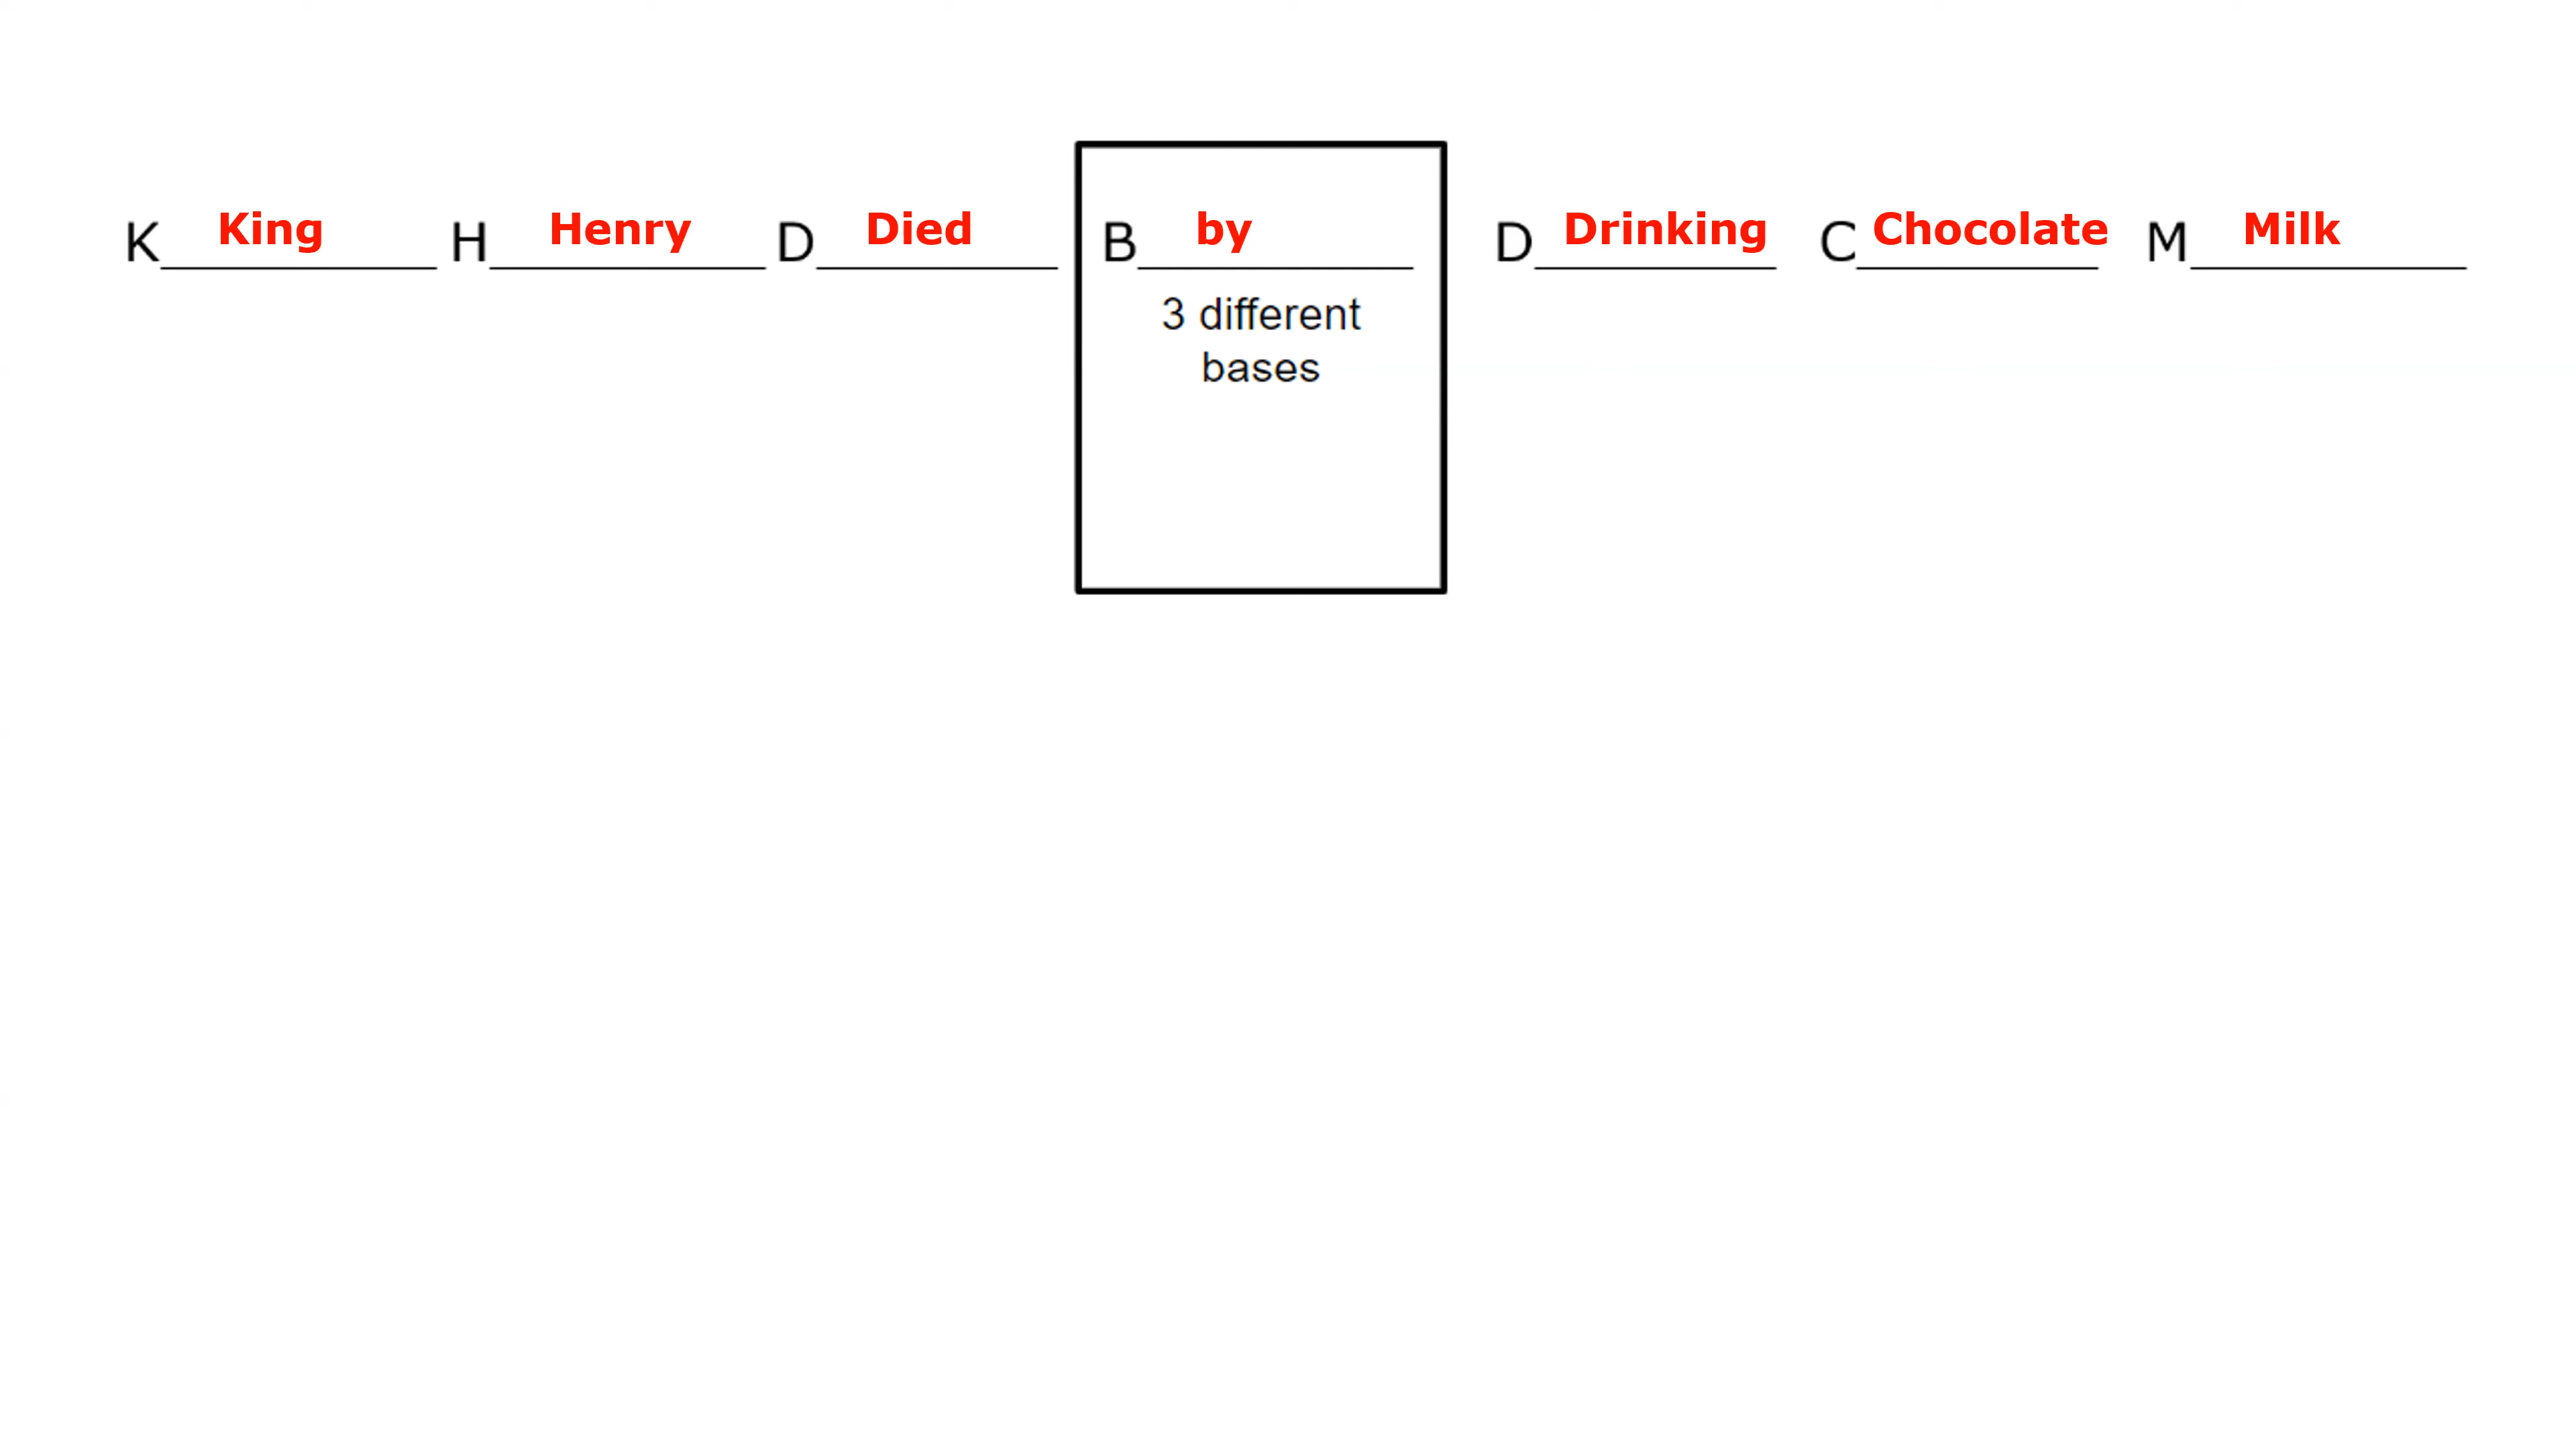 K King H Henry D Died B by D Drinking C Chocolate M Milk
3 different
bases